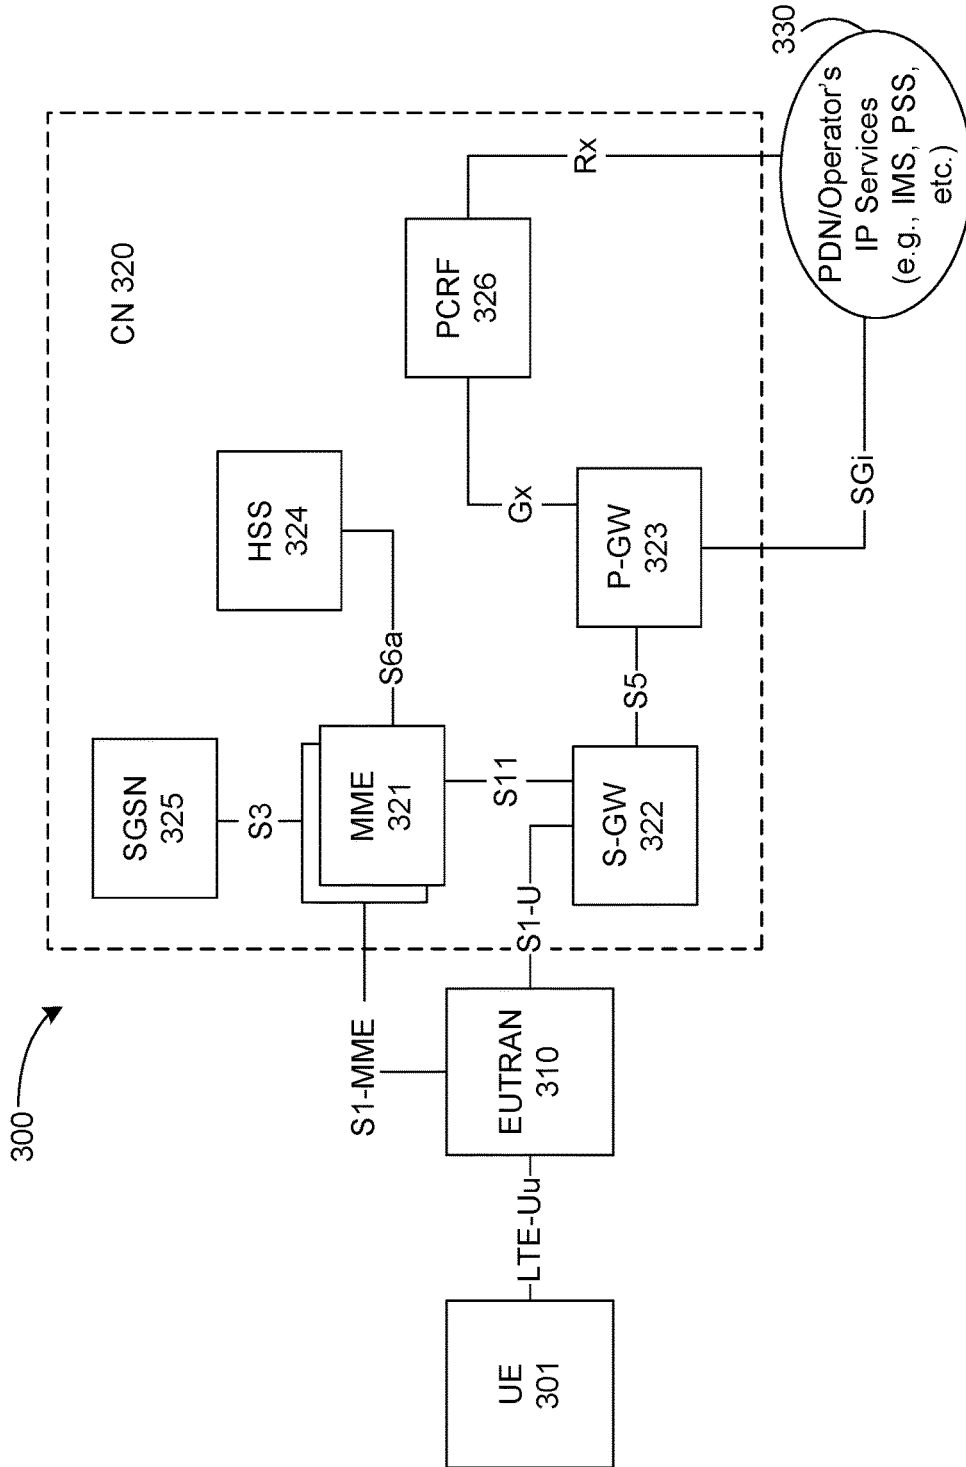 300
CN 320
SGSN
325
HSS
324
S3
S6a
PCRF
326
MME
321
S1-MME
S11
Gx
Rx
UE
301
LTE-Uu
EUTRAN
310
S1-U
S-GW
322
S5
P-GW
323
SGi
330
PDN/Operator's
IP Services
(e.g., IMS, PSS,
etc.)